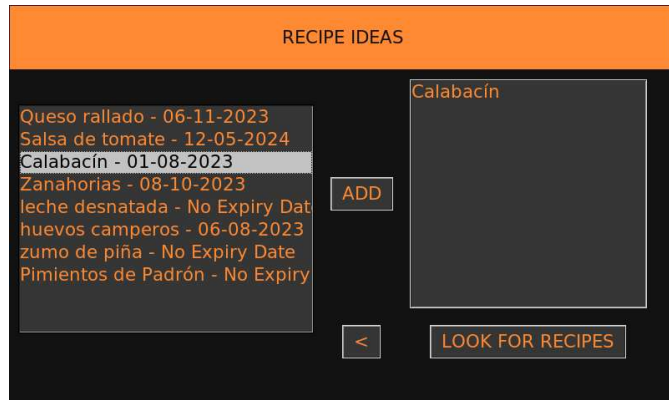 RECIPE IDEAS
Queso rallado - 06-11-2023
Salsa de tomate - 12-05-2024
Calabacín - 01-08-2023
Zanahorias - 08-10-2023
leche desnatada - No Expiry Dat
huevos camperos - 06-08-2023
zumo de piña - No Expiry Date
Pimientos de Padrón - No Expiry
ADD
Calabacín
<
LOOK FOR RECIPES